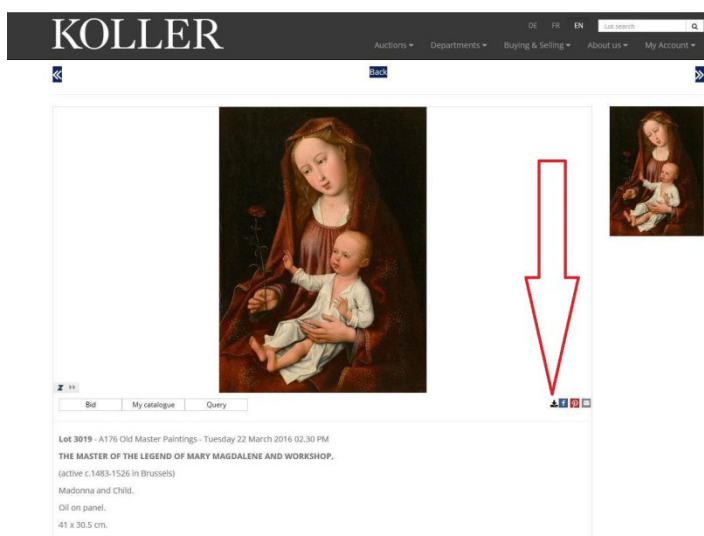 KOLLER
DE FR EN Lot search
Auctions Departments Buying & Selling About us My Account
Back
Bid My catalogue Query
Lot 3019 - A176 Old Master Paintings - Tuesday 22 March 2016 02.30 PM
THE MASTER OF THE LEGEND OF MARY MAGDALENE AND WORKSHOP,
(active c.1483-1526 in Brussels)
Madonna and Child.
Oil on panel.
41 x 30.5 cm.